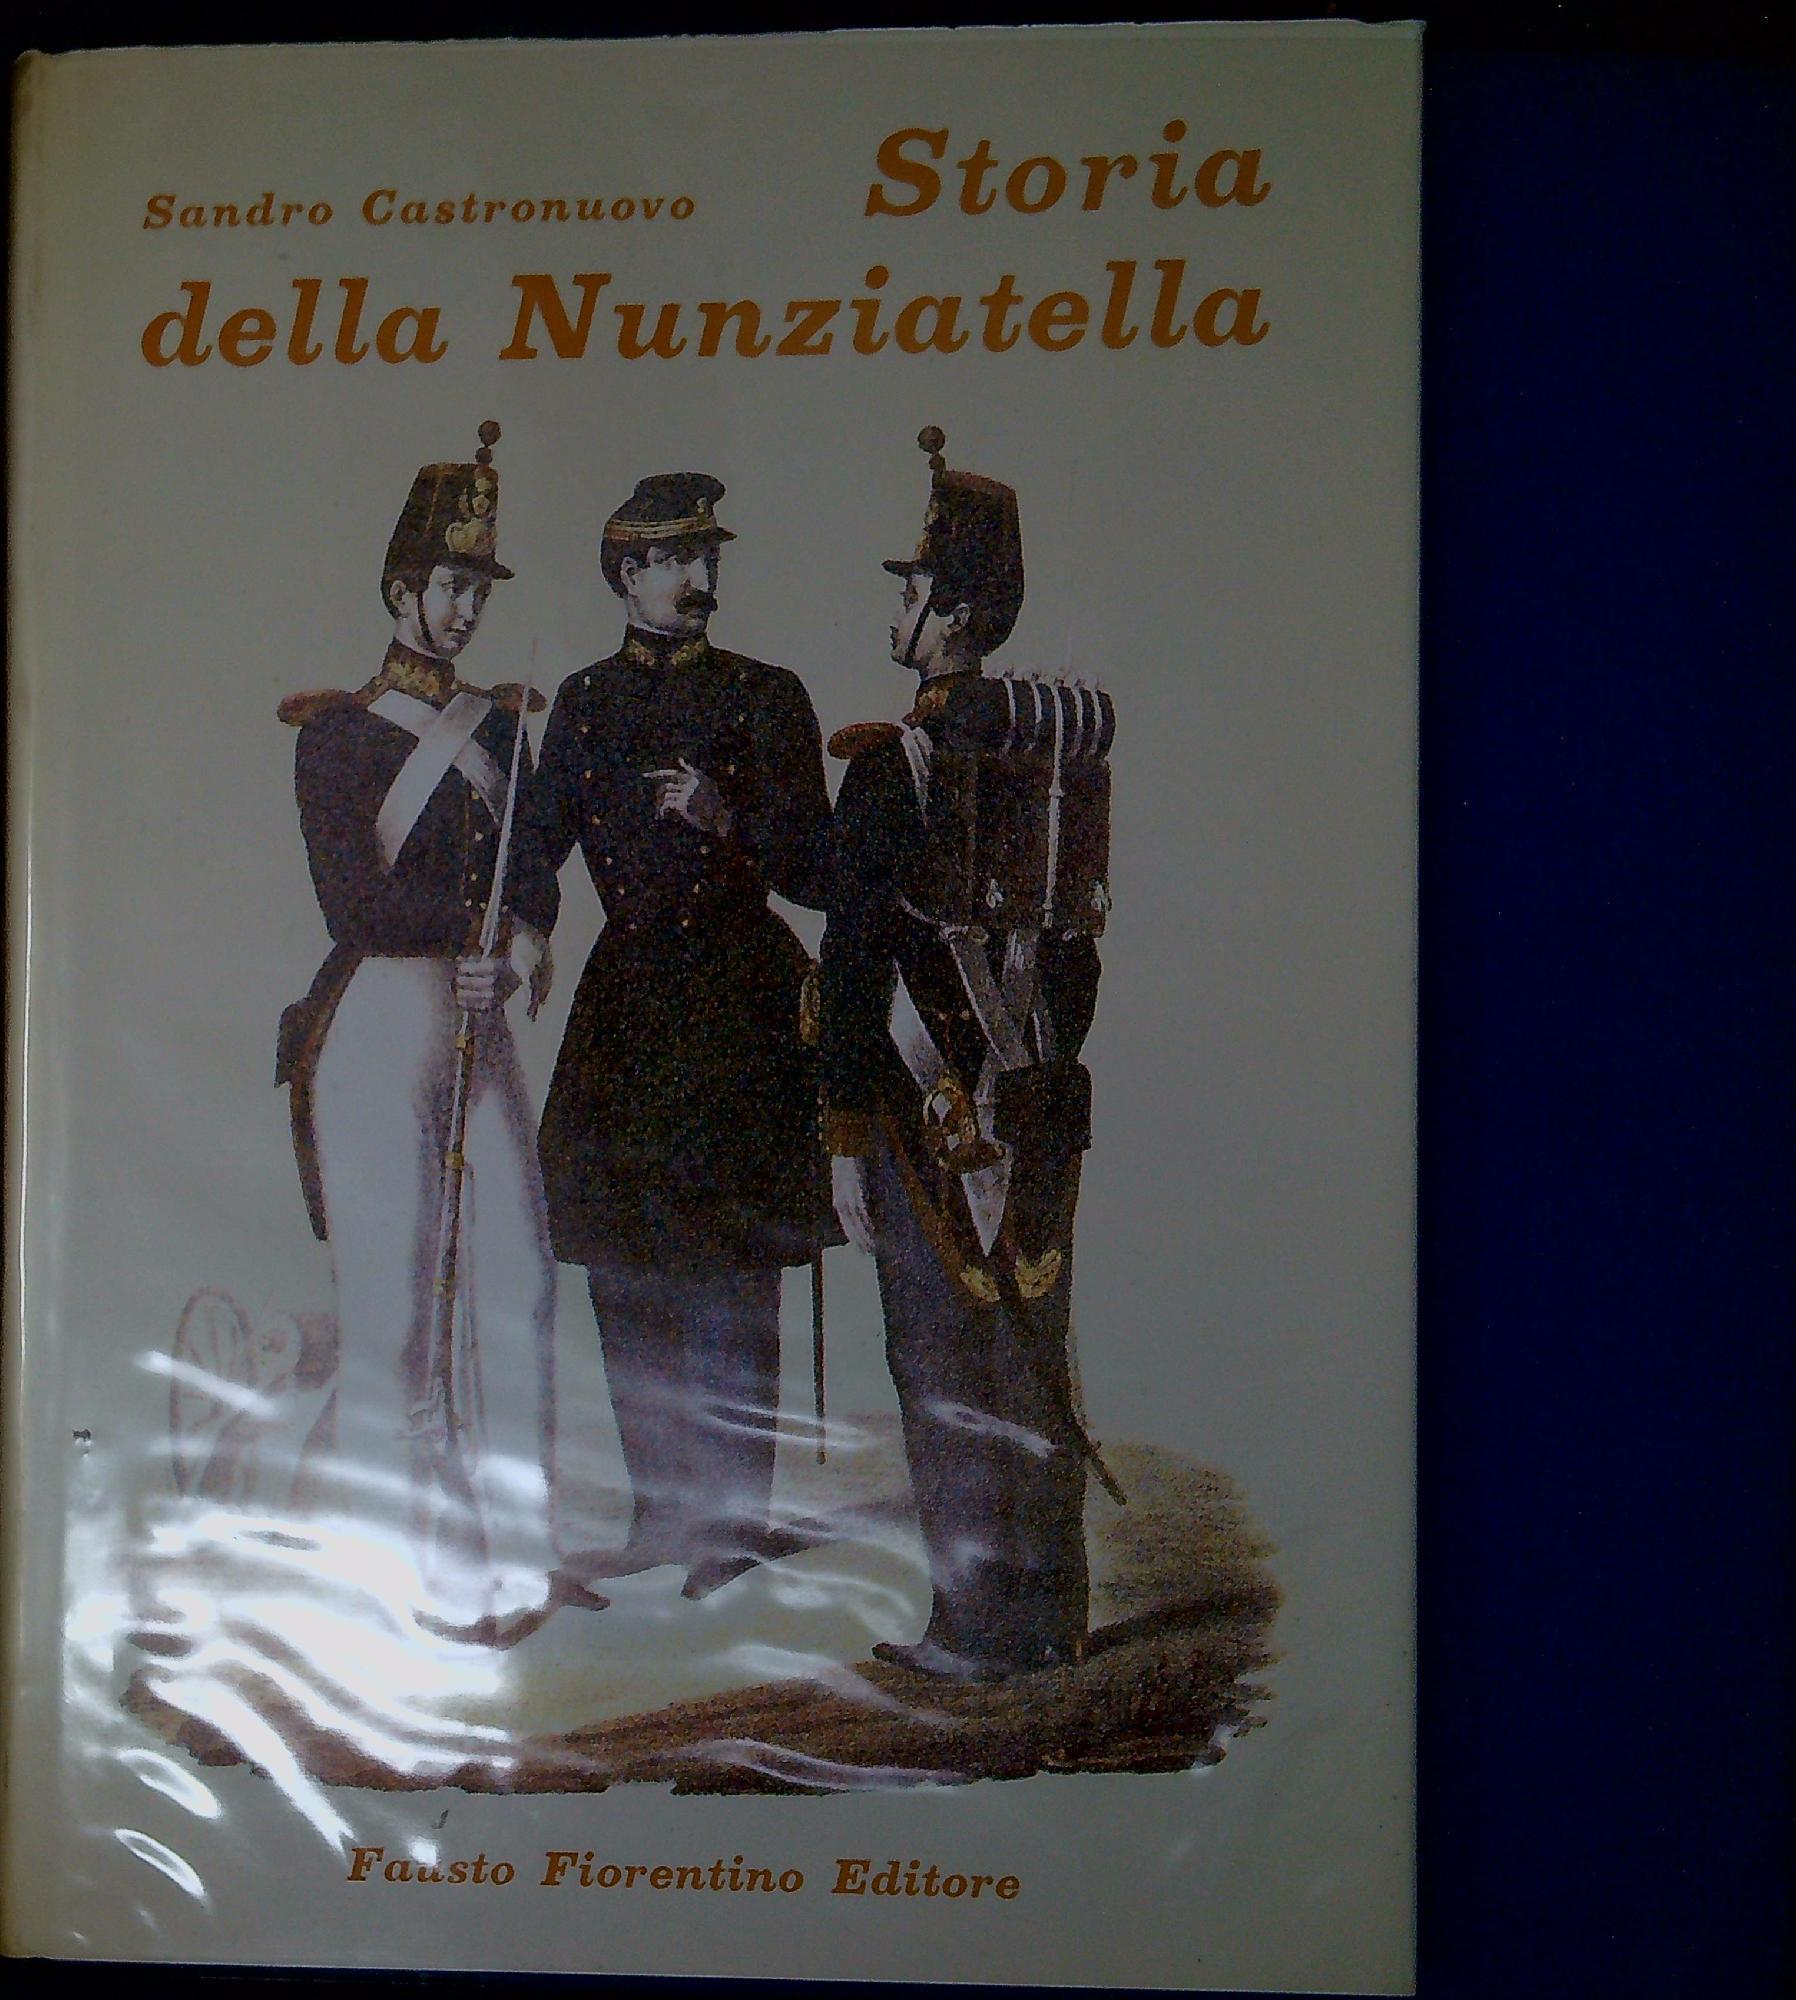 Sandro Castronuovo
Storia
della Nunziatella
Fausto Fiorentino Editore